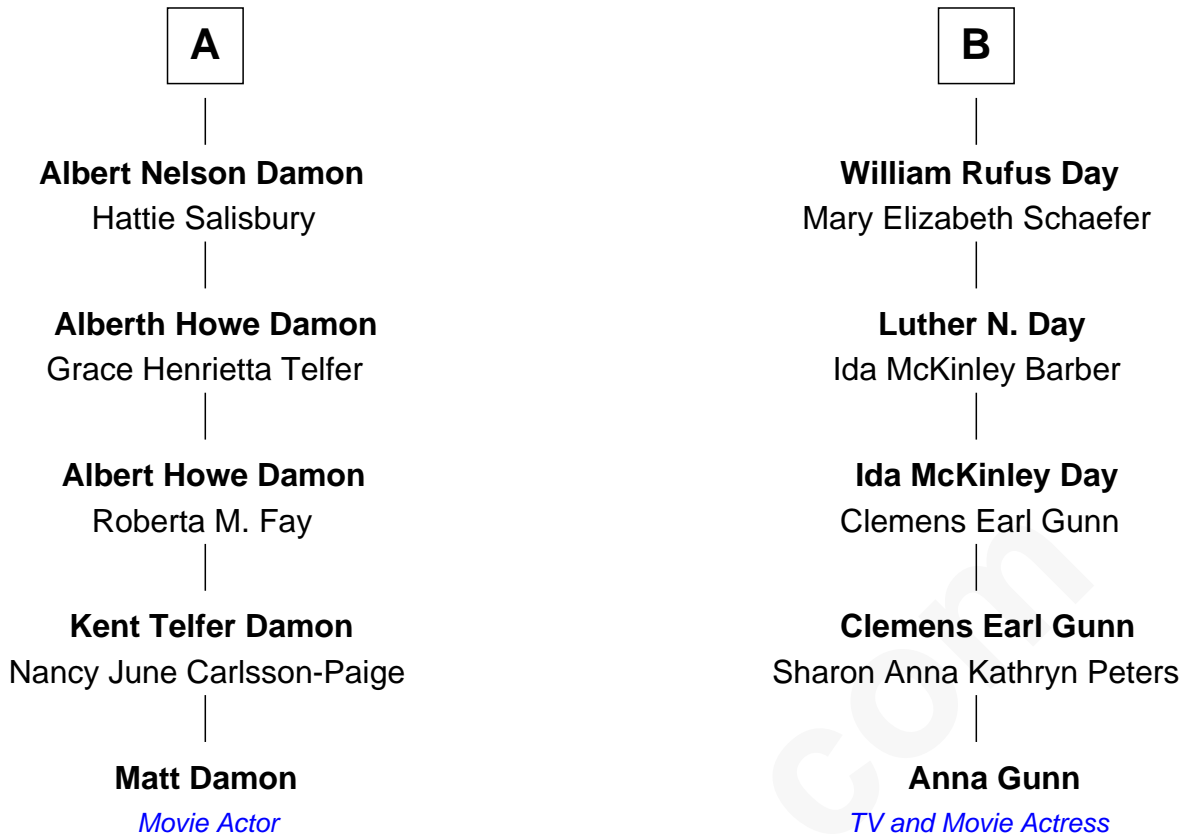 A
Albert Nelson Damon
Hattie Salisbury
Alberth Howe Damon
Grace Henrietta Telfer
Albert Howe Damon
Roberta M. Fay
Kent Telfer Damon
Nancy June Carlsson-Paige
Matt Damon
Movie Actor
B
William Rufus Day
Mary Elizabeth Schaefer
Luther N. Day
Ida McKinley Barber
Ida McKinley Day
Clemens Earl Gunn
Clemens Earl Gunn
Sharon Anna Kathryn Peters
Anna Gunn
TV and Movie Actress
com